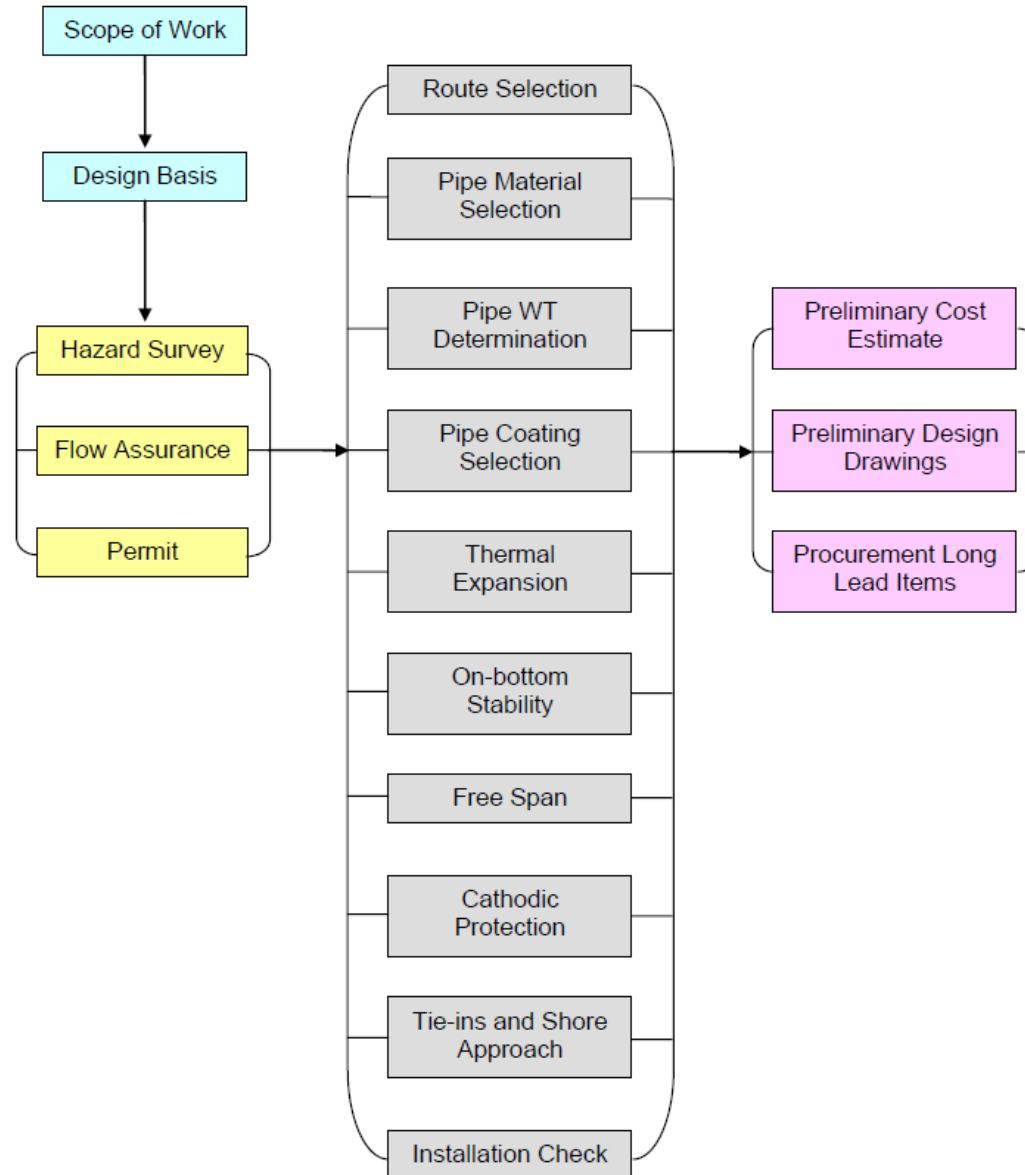 Scope of Work
Design Basis
Hazard Survey
Flow Assurance
Permit
Route Selection
Pipe Material
Selection
Pipe WT
Determination
Pipe Coating
Selection
Thermal
Expansion
On-bottom
Stability
Free Span
Cathodic
Protection
Tie-ins and Shore
Approach
Installation Check
Preliminary Cost
Estimate
Preliminary Design
Drawings
Procurement Long
Lead Items